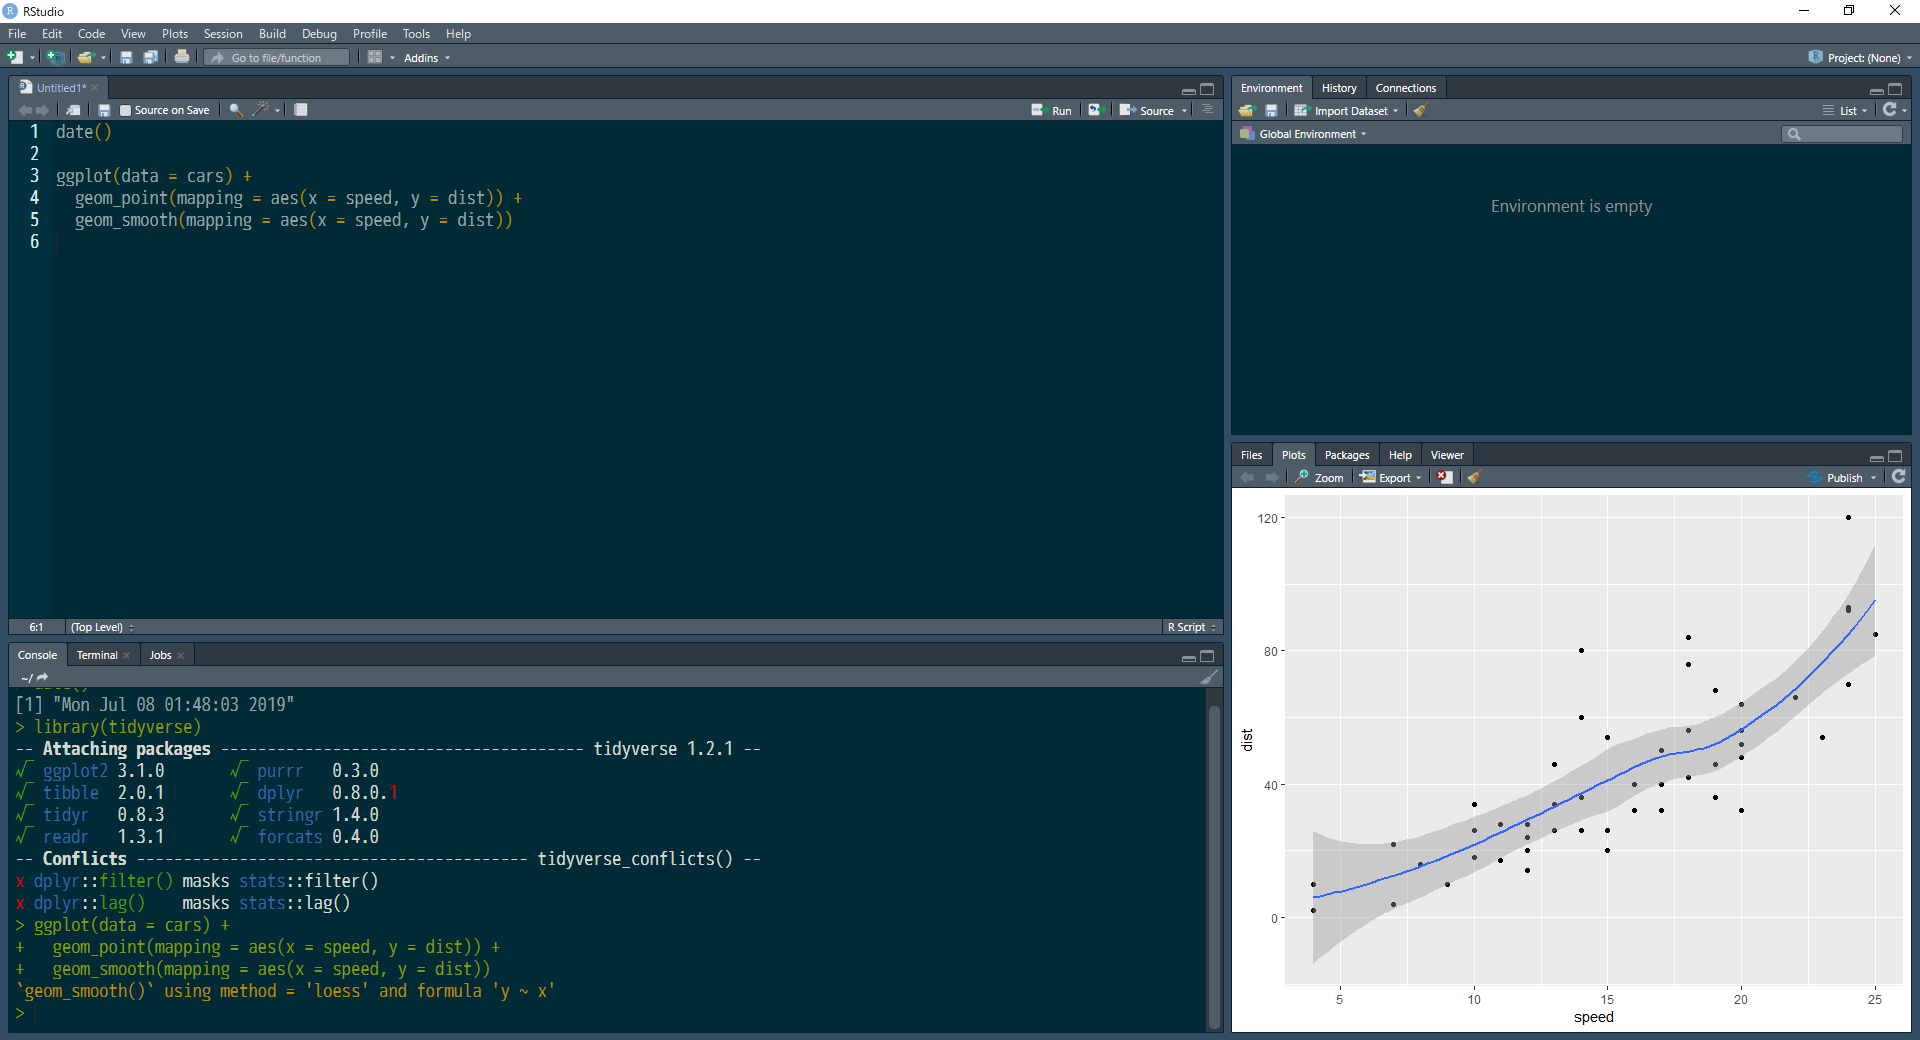 RStudio
File Edit Code View Plots Session Build Debug Profile Tools Help
Go to file/function Addins Project: (None)
Untitled1*
Source on Save Run Source
1 date()
2
3 ggplot(data = cars) +
4 geom_point(mapping = aes(x = speed, y = dist)) +
5 geom_smooth(mapping = aes(x = speed, y = dist))
6
6:1 (Top Level) R Script
Console Terminal Jobs
~/
[1] "Mon Jul 08 01:48:03 2019"
> library(tidyverse)
-- Attaching packages --------------------------------------- tidyverse 1.2.1 --
√ ggplot2 3.1.0 √ purrr 0.3.0
√ tibble 2.0.1 √ dplyr 0.8.0.1
√ tidyr 0.8.3 √ stringr 1.4.0
√ readr 1.3.1 √ forcats 0.4.0
-- Conflicts ------------------------------------------ tidyverse_conflicts() --
x dplyr::filter() masks stats::filter()
x dplyr::lag() masks stats::lag()
> ggplot(data = cars) +
+ geom_point(mapping = aes(x = speed, y = dist)) +
+ geom_smooth(mapping = aes(x = speed, y = dist))
`geom_smooth()` using method = 'loess' and formula 'y ~ x'
>
Environment History Connections
Import Dataset List
Global Environment
Environment is empty
Files Plots Packages Help Viewer
Zoom Export Publish
120
80
40
0
dist
5 10 15 20 25
speed